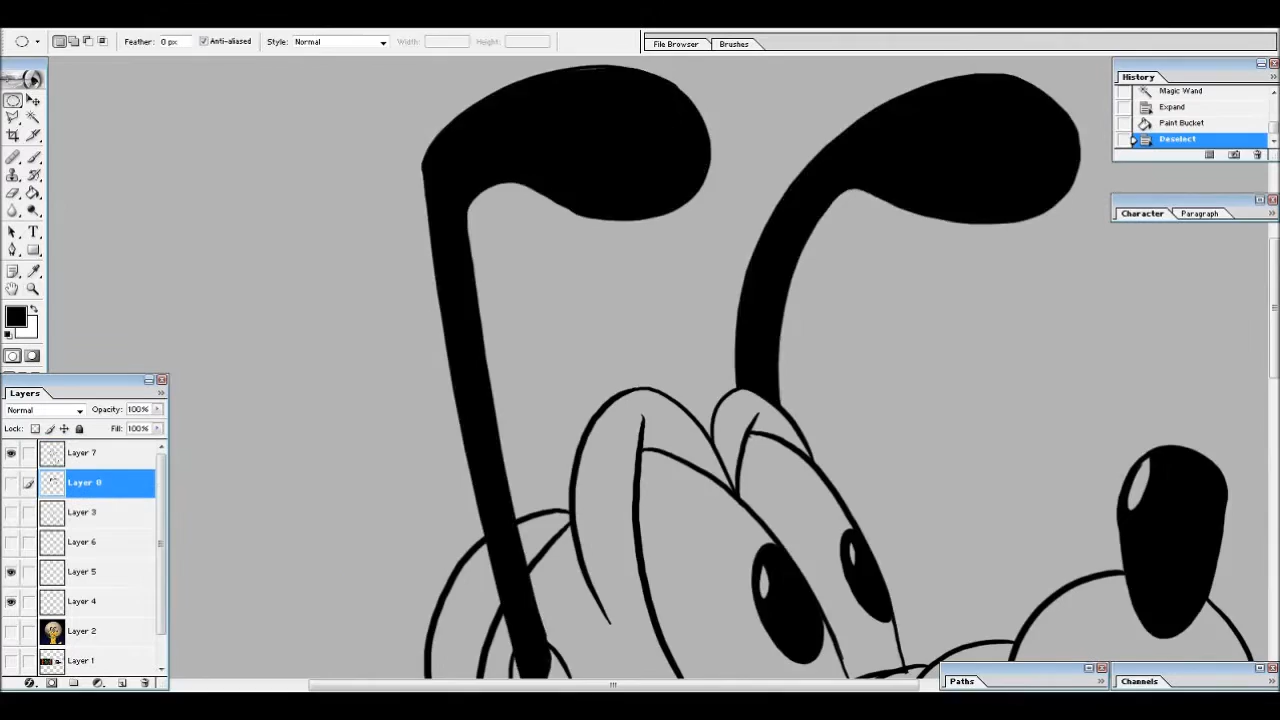 Feather: 0 px Anti-aliased Style: Normal Width: Height:
File Browser Brushes
History
Magic Wand
Expand
Paint Bucket
Deselect
Character Paragraph
Layers
Normal Opacity: 100%
Lock: Fill: 100%
Layer 7
Layer 8
Layer 3
Layer 6
Layer 5
Layer 4
Layer 2
Layer 1
Paths
Channels